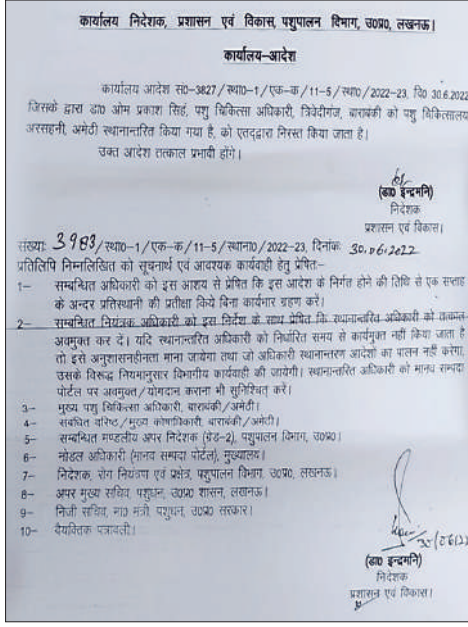 कार्यालय निदेशक, प्रशासन एवं विकास, पशुपालन विभाग, उ0प्र0, लखनऊ।
कार्यालय–आदेश
कार्यालय आदेश सं0–3827/स्था0–1/एक–क/11–5/स्था0/2022–23, दि0 30.6.2022
जिसके द्वारा डा0 ओम प्रकाश सिहं, पशु चिकित्सा अधिकारी, त्रिवेदीगंज, बाराबंकी को पशु चिकित्सालय
अरसहनी, अमेठी स्थानान्तरित किया गया है, को एतद्द्वारा निरस्त किया जाता है।
उक्त आदेश तत्काल प्रभावी होंगे।
(डा0 इन्द्रमनि)
निदेशक
प्रशासन एवं विकास।
संख्याः 3983/स्था0–1/एक–क/11–5/स्थाना0/2022–23, दिनांकः 30.06.2022
प्रतिलिपि निम्नलिखित को सूचनार्थ एवं आवश्यक कार्यवाही हेतु प्रेषितः–
1– सम्बन्धित अधिकारी को इस आशय से प्रेषित कि इस आदेश के निर्गत होने की तिथि से एक सप्ताह
के अन्दर प्रतिस्थानी की प्रतीक्षा किये बिना कार्यभार ग्रहण करें।
2– सम्बन्धित नियंत्रक अधिकारी को इस निर्देश के साथ प्रेषित कि स्थानान्तरित अधिकारी को तत्काल
अवमुक्त कर दें। यदि स्थानान्तरित अधिकारी को निर्धारित समय से कार्यमुक्त नहीं किया जाता है
तो इसे अनुशासनहीनता माना जायेगा तथा जो अधिकारी स्थानान्तरण आदेशों का पालन नही करेगा,
उसके विरूद्ध नियमानुसार विभागीय कार्यवाही की जायेगी। स्थानान्तरित अधिकारी को मानव सम्पदा
पोर्टल पर अवमुक्त/योगदान कराना भी सुनिश्चित करें।
3– मुख्य पशु चिकित्सा अधिकारी, बाराबंकी/अमेठी।
4– संबंधित वरिष्ठ/मुख्य कोषाधिकारी, बाराबंकी/अमेठी।
5– सम्बन्धित मण्डलीय अपर निदेशक (ग्रेड–2), पशुपालन विभाग, उ0प्र0।
6– नोडल अधिकारी (मानव सम्पदा पोर्टल), मुख्यालय।
7– निदेशक, रोग नियंत्रण एवं प्रक्षेत्र, पशुपालन विभाग, उ0प्र0, लखनऊ।
8– अपर मुख्य सचिव, पशुधन, उ0प्र0 शासन, लखनऊ।
9– निजी सचिव, मा0 मंत्री, पशुधन, उ0प्र0 सरकार।
10– वैयक्तिक पत्रावली।
30/06/22
(डा0 इन्द्रमनि)
निदेशक
प्रशासन एवं विकास।